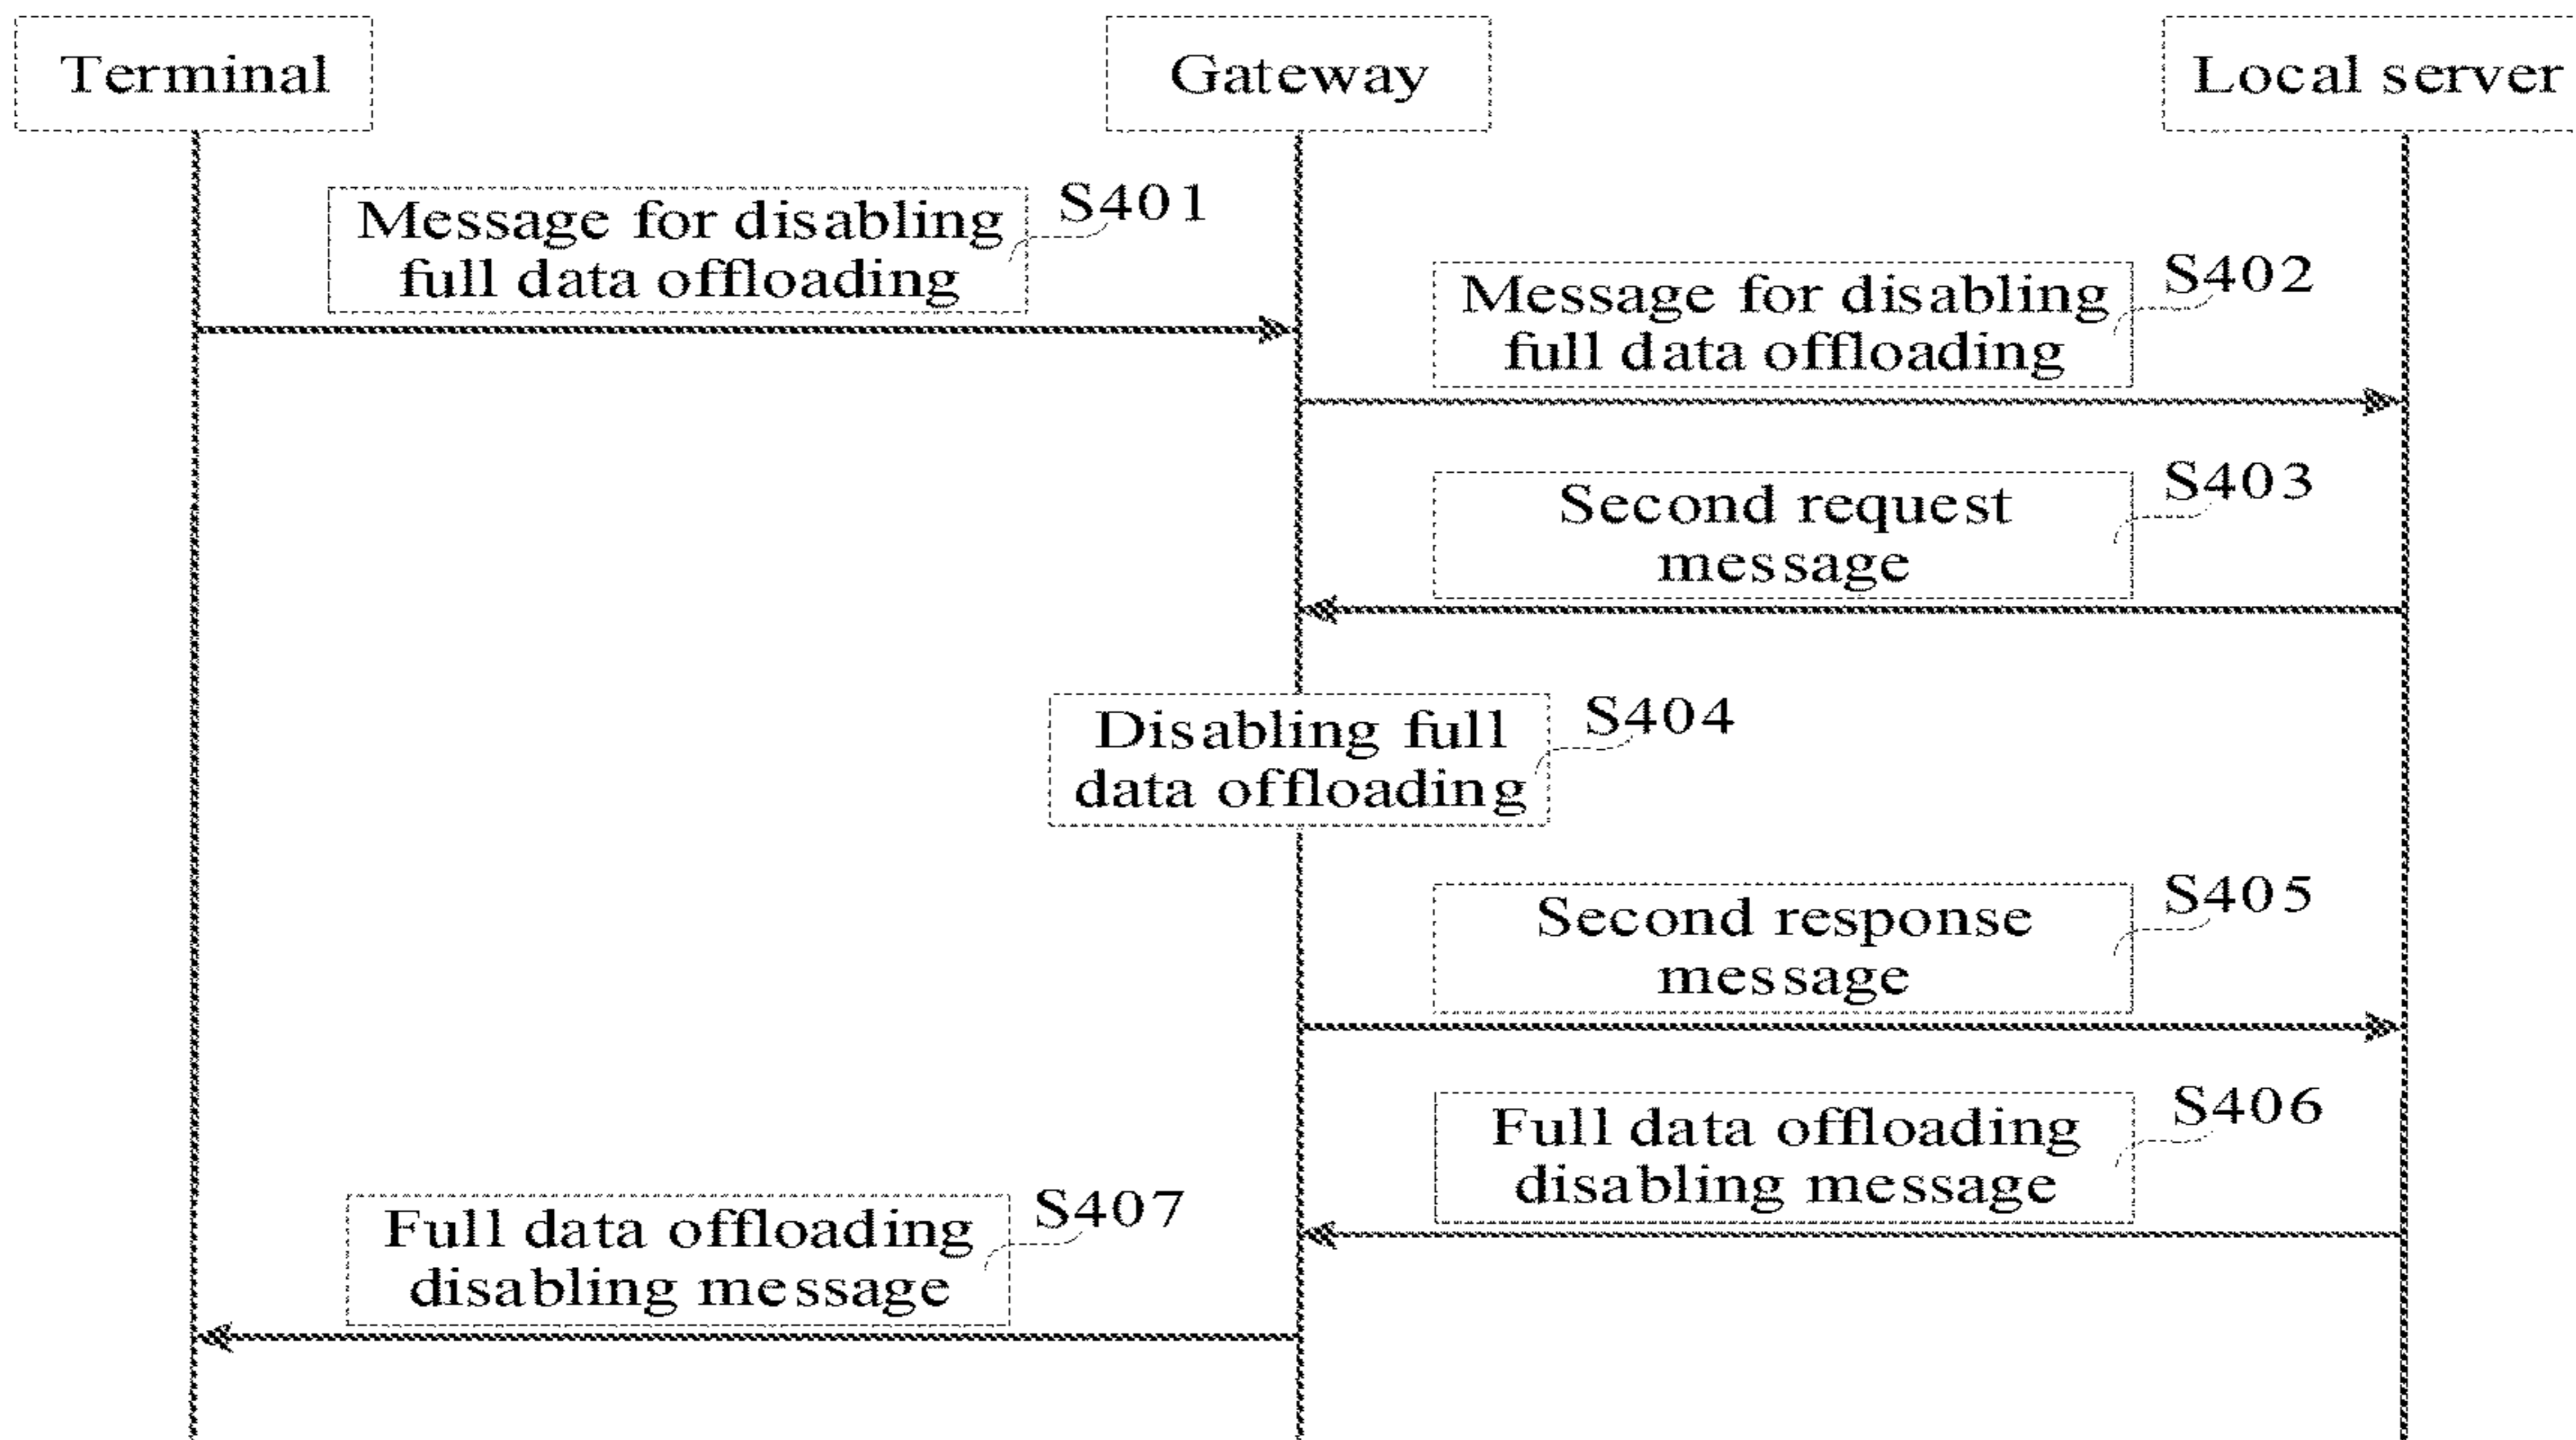 Terminal
Gateway
Local server
Message for disabling
full data offloading
S401
Message for disabling
full data offloading
S402
Second request
message
S403
Disabling full
data offloading
S404
Second response
message
S405
Full data offloading
disabling message
S406
Full data offloading
disabling message
S407